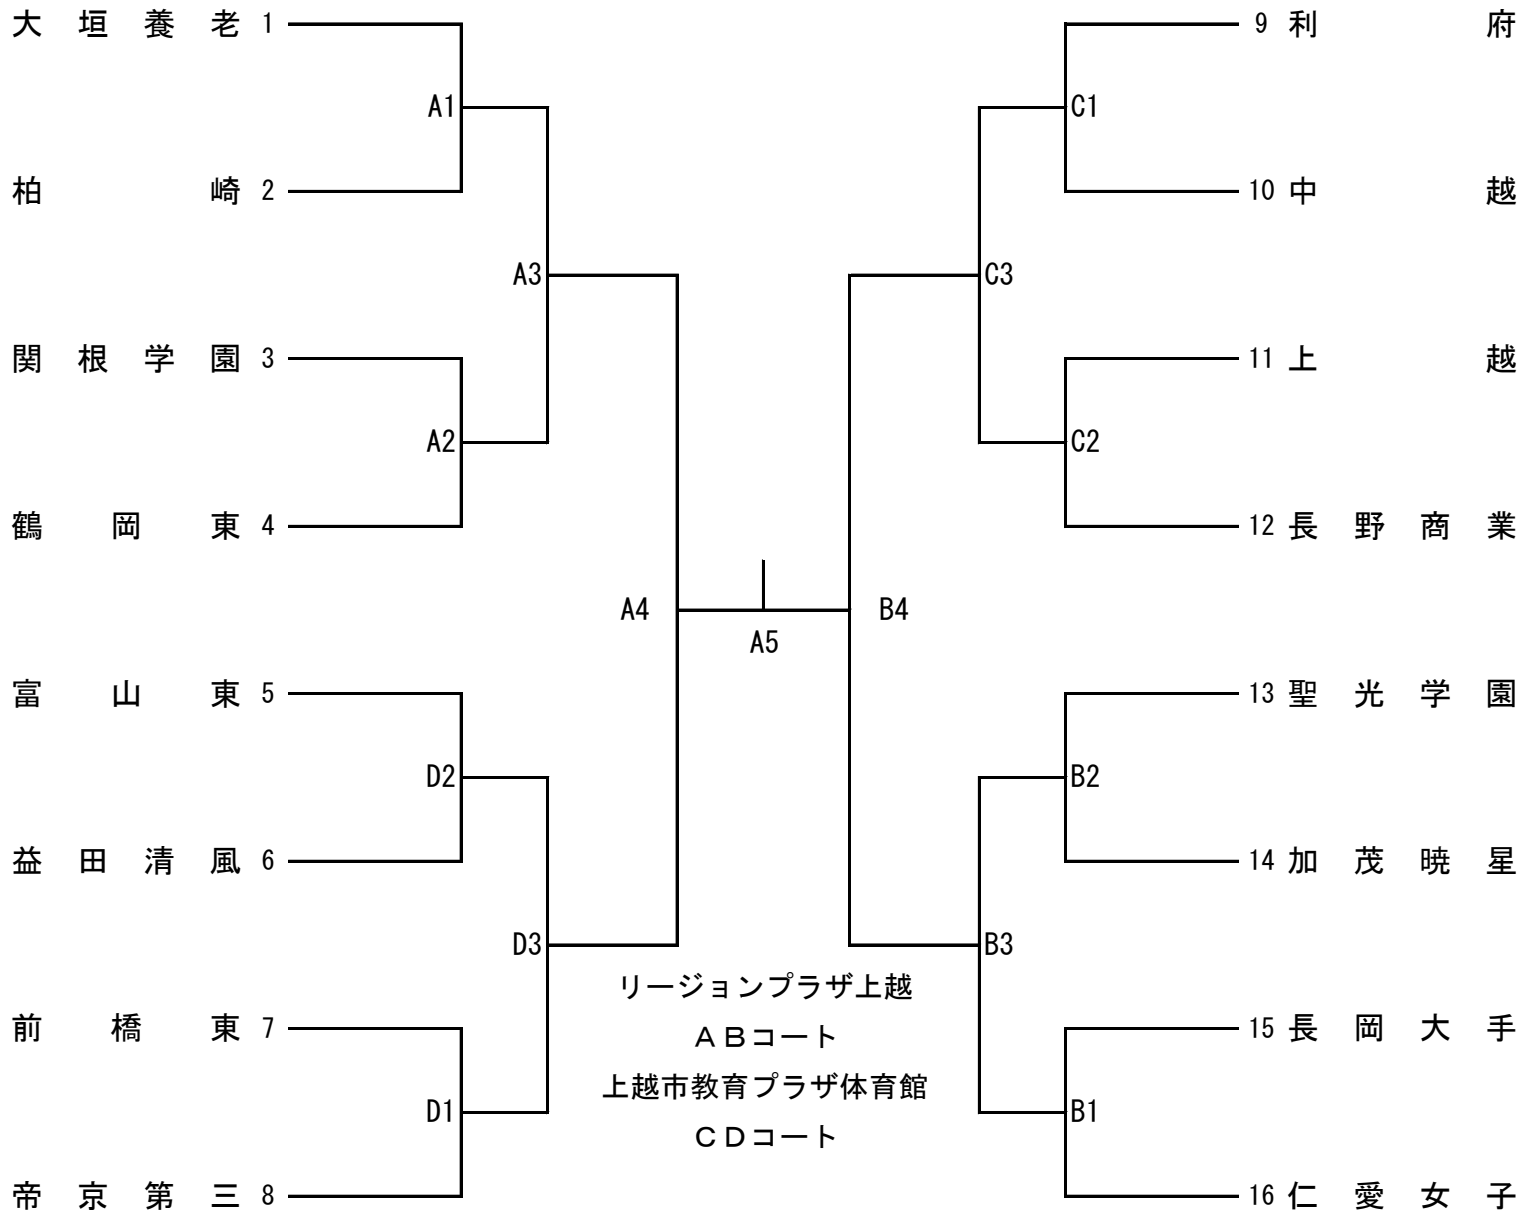 大垣養老 1
A1
柏崎 2
A3
関根学園 3
A2
鶴岡東 4
A4
富山東 5
D2
益田清風 6
D3
前橋東 7
D1
帝京第三 8
A5
リージョンプラザ上越
ＡＢコート
上越市教育プラザ体育館
ＣＤコート
9 利府
C1
10 中越
C3
11 上越
C2
12 長野商業
B4
13 聖光学園
B2
14 加茂暁星
B3
15 長岡大手
B1
16 仁愛女子